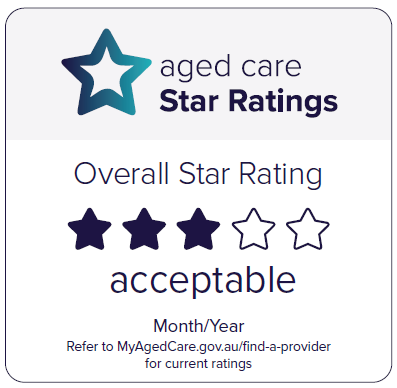 aged care
Star Ratings
Overall Star Rating
acceptable
Month/Year
Refer to MyAgedCare.gov.au/find-a-provider
for current ratings